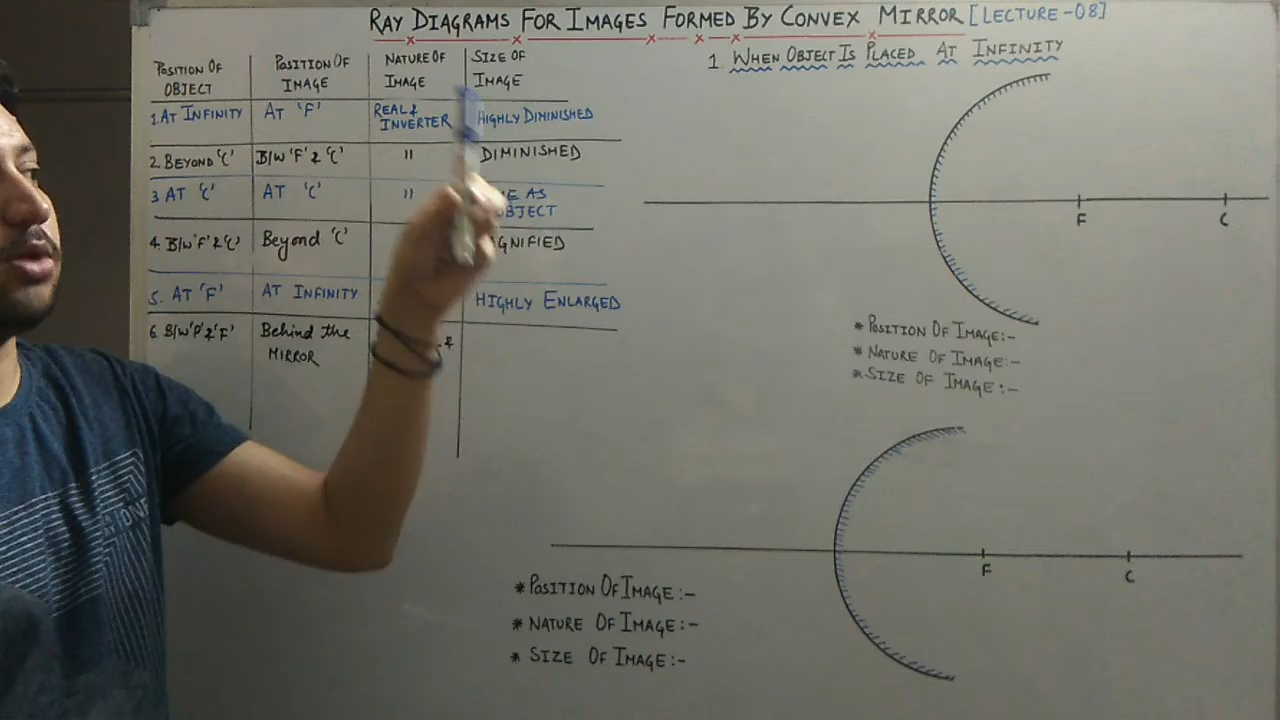 RAY DIAGRAMS FOR IMAGES FORMED BY CONVEX MIRROR [LECTURE-08]
POSITION OF OBJECT
POSITION OF IMAGE
NATURE OF IMAGE
SIZE OF IMAGE
1. AT INFINITY
AT 'F'
REAL &
INVERTER
HIGHLY DIMINISHED
2. BEYOND 'C'
B/W 'F' & 'C'
"
DIMINISHED
3. AT 'C'
AT 'C'
"
AS
OBJECT
4. B/W 'F' & 'C'
Beyond 'C'
5. AT 'F'
AT INFINITY
HIGHLY ENLARGED
6. B/W 'P' & 'F'
Behind the
MIRROR
&
1. WHEN OBJECT IS PLACED AT INFINITY
F
C
* POSITION OF IMAGE:-
* NATURE OF IMAGE:-
* SIZE OF IMAGE:-
F
C
* POSITION OF IMAGE:-
* NATURE OF IMAGE:-
* SIZE OF IMAGE:-